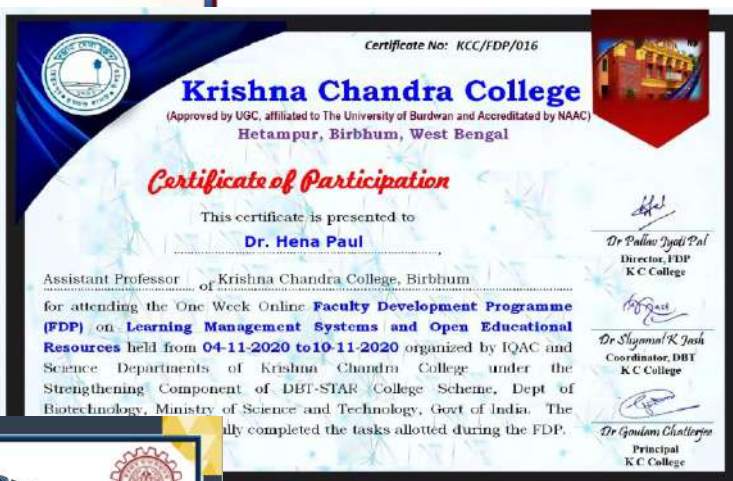 Certificate No: KCC/FDP/016
Krishna Chandra College
(Approved by UGC, affiliated to The University of Burdwan and Accreditated by NAAC)
Hetampur, Birbhum, West Bengal
Certificate of Participation
This certificate is presented to
Dr. Hena Paul
Assistant Professor of Krishna Chandra College, Birbhum
for attending the One Week Online Faculty Development Programme
(FDP) on Learning Management Systems and Open Educational
Resources held from 04-11-2020 to10-11-2020 organized by IQAC and
Science Departments of Krishna Chandra College under the
Strengthening Component of DBT-STAR College Scheme, Dept of
Biotechnology, Ministry of Science and Technology, Govt of India. The
completed the tasks allotted during the FDP.
Dr Pallav Jyoti Pal
Director, FDP
K C College
Dr Shyamal K Jash
Coordinator, DBT
K C College
Dr Goutam Chatterjee
Principal
K C College